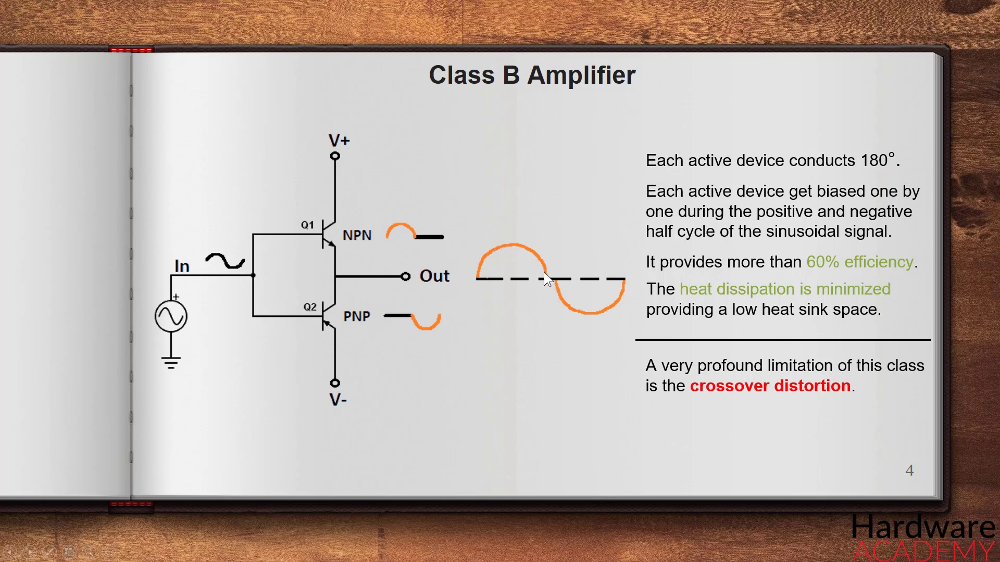 Class B Amplifier
V+
Q1
NPN
In
Out
+
Q2
PNP
V-
Each active device conducts 180°.
Each active device get biased one by
one during the positive and negative
half cycle of the sinusoidal signal.
It provides more than 60% efficiency.
The heat dissipation is minimized
providing a low heat sink space.
A very profound limitation of this class
is the crossover distortion.
4
Hardware
ACADEMY